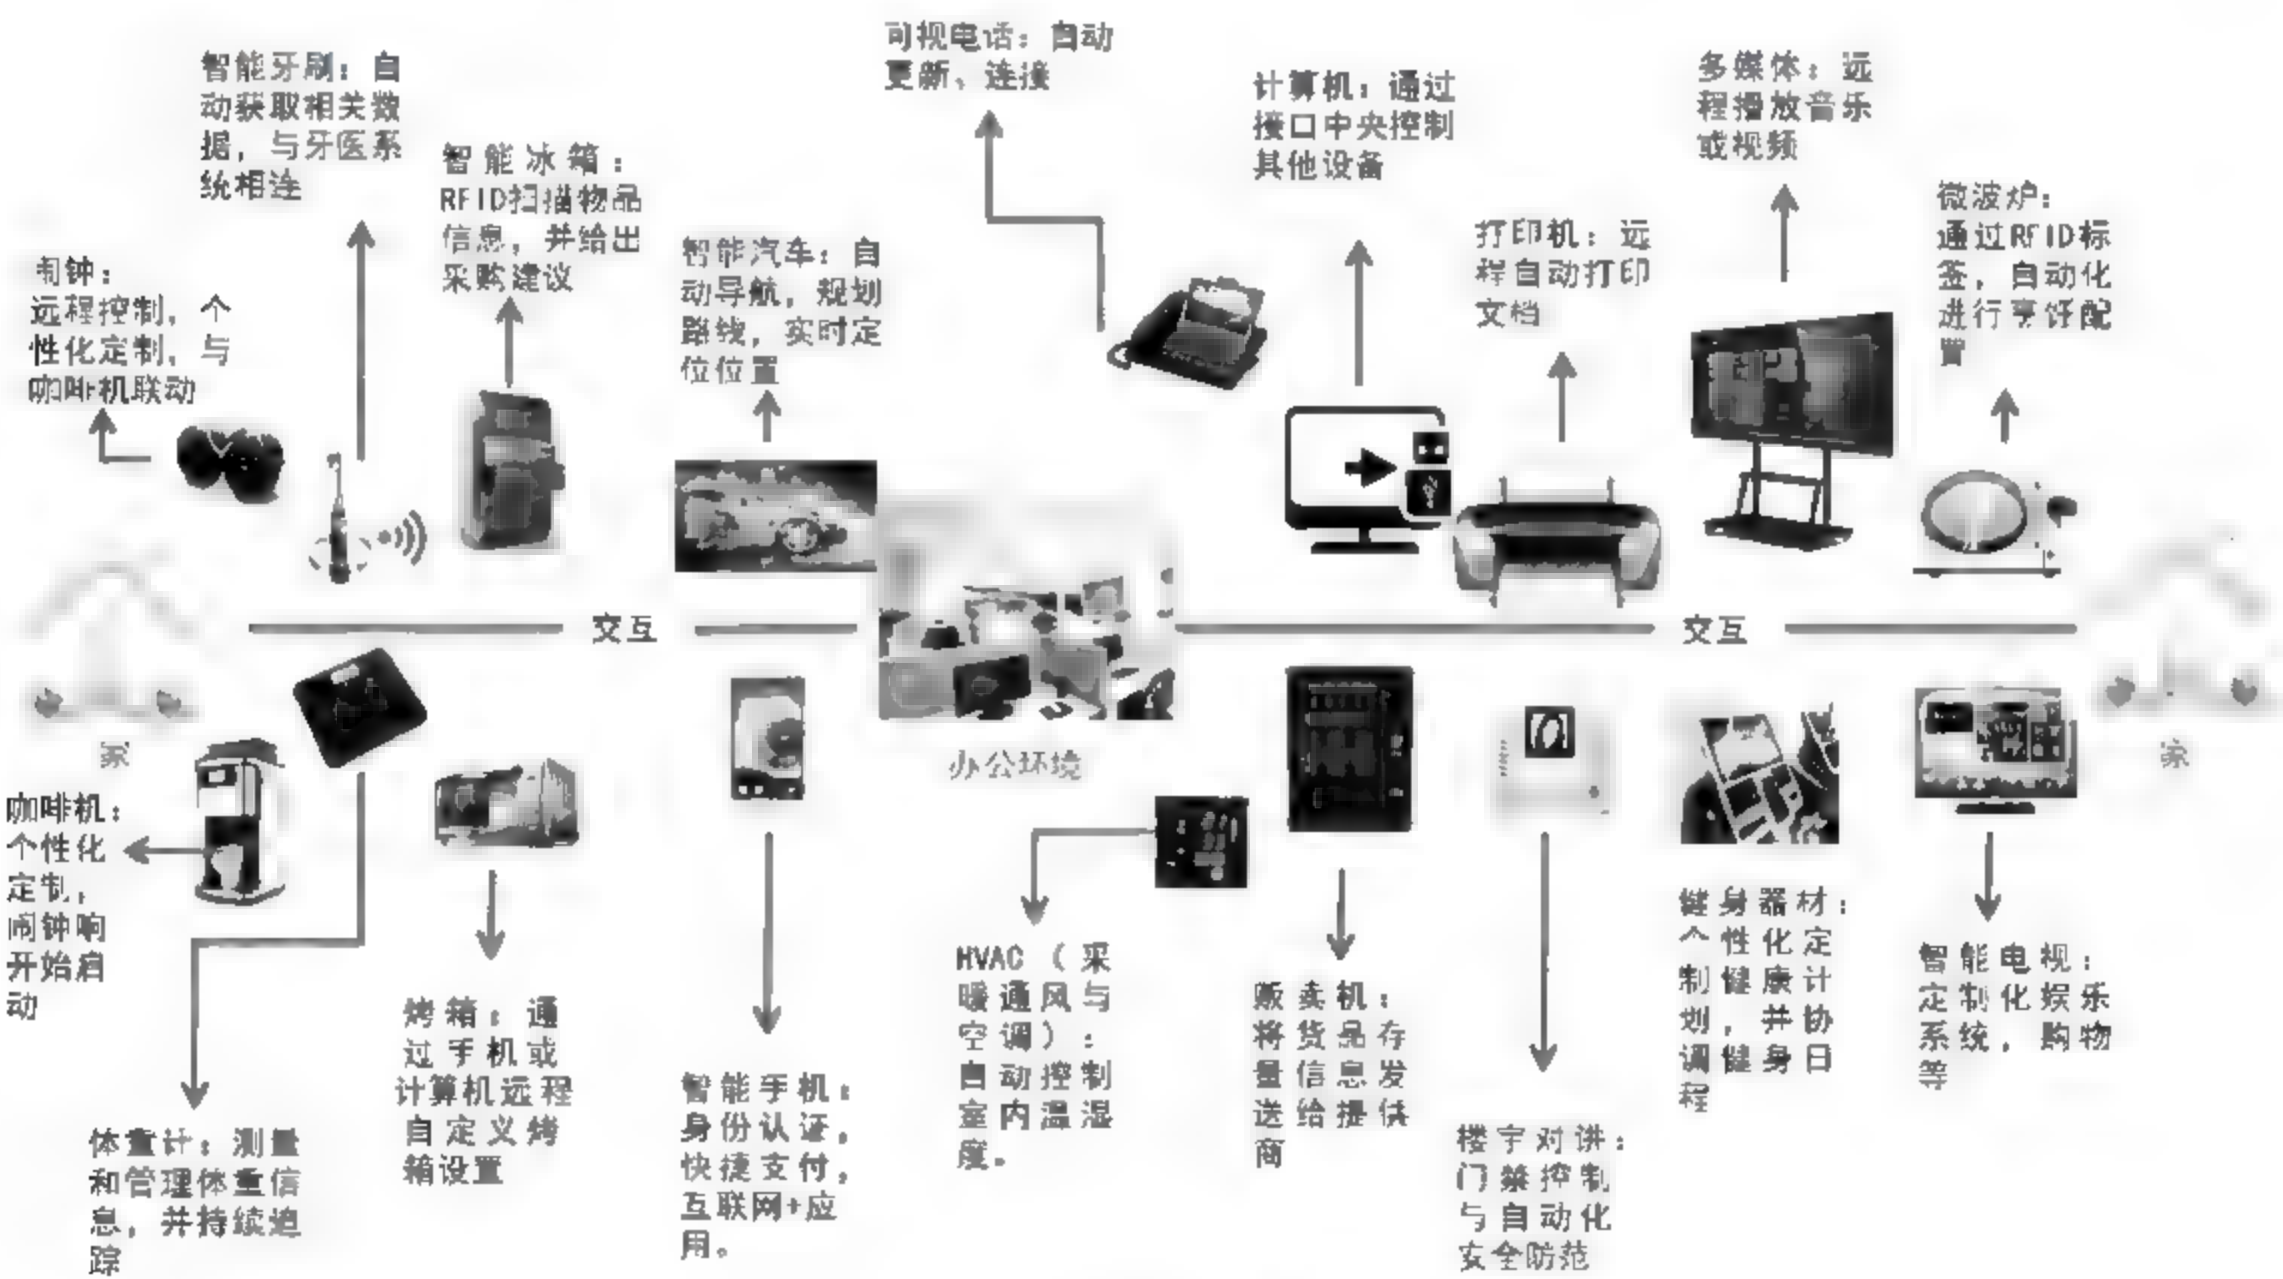 智能牙刷：自
动获取相关数
据，与牙医系
统相连
闹钟：
远程控制，个
性化定制，与
咖啡机联动
智能冰箱：
RFID扫描物品
信息，并给出
采购建议
智能汽车：自
动导航，规划
路线，实时定
位位置
可视电话：自动
更新、连接
计算机：通过
接口中央控制
其他设备
打印机：远
程自动打印
文档
多媒体：远
程播放音乐
或视频
微波炉：
通过RFID标
签，自动化
进行烹饪配
置
交互
交互
家
办公环境
家
咖啡机：
个性化
定制，
闹钟响
开始启
动
体重计：测量
和管理体重信
息，并持续追
踪
烤箱：通
过手机或
计算机远程
自定义烤
箱设置
智能手机：
身份认证，
快捷支付，
互联网+应
用。
HVAC（采
暖通风与
空调）：
自动控制
室内温湿
度。
贩卖机：
将货品存
量信息发
送给提供
商
楼宇对讲：
门禁控制
与自动化
安全防范
健身器材：
个性化定
制健康计
划，并协
调健身日
程
智能电视：
定制化娱乐
系统，购物
等